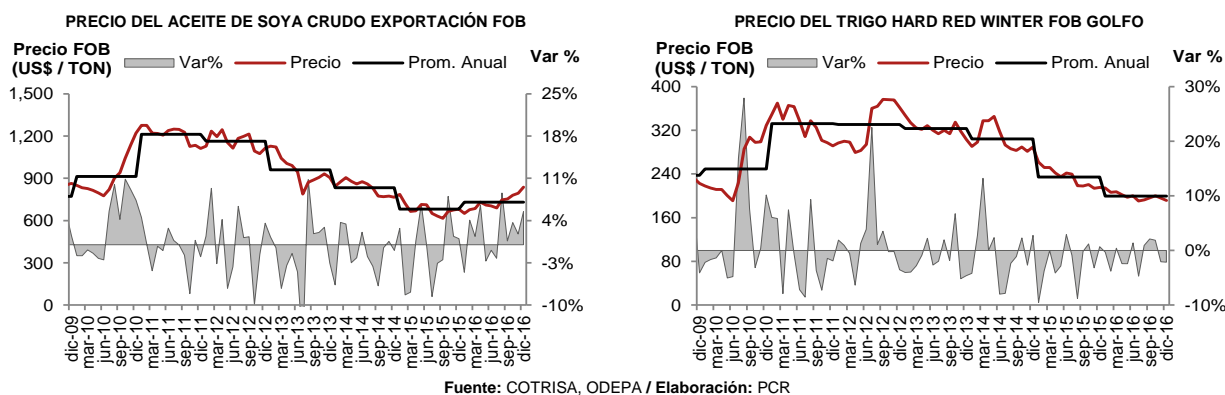 PRECIO DEL ACEITE DE SOYA CRUDO EXPORTACIÓN FOB
Precio FOB
(US$ / TON)
Var%
Precio
Prom. Anual
Var %
1,500
1,200
900
600
300
0
25%
18%
11%
4%
-3%
-10%
dic-09
mar-10
jun-10
sep-10
dic-10
mar-11
jun-11
sep-11
dic-11
mar-12
jun-12
sep-12
dic-12
mar-13
jun-13
sep-13
dic-13
mar-14
jun-14
sep-14
dic-14
mar-15
jun-15
sep-15
dic-15
mar-16
jun-16
sep-16
dic-16
PRECIO DEL TRIGO HARD RED WINTER FOB GOLFO
Precio FOB
(US$ / TON)
Var%
Precio
Prom. Anual
Var %
400
320
240
160
80
0
30%
20%
10%
0%
-10%
dic-09
mar-10
jun-10
sep-10
dic-10
mar-11
jun-11
sep-11
dic-11
mar-12
jun-12
sep-12
dic-12
mar-13
jun-13
sep-13
dic-13
mar-14
jun-14
sep-14
dic-14
mar-15
jun-15
sep-15
dic-15
mar-16
jun-16
sep-16
dic-16
Fuente: COTRISA, ODEPA / Elaboración: PCR